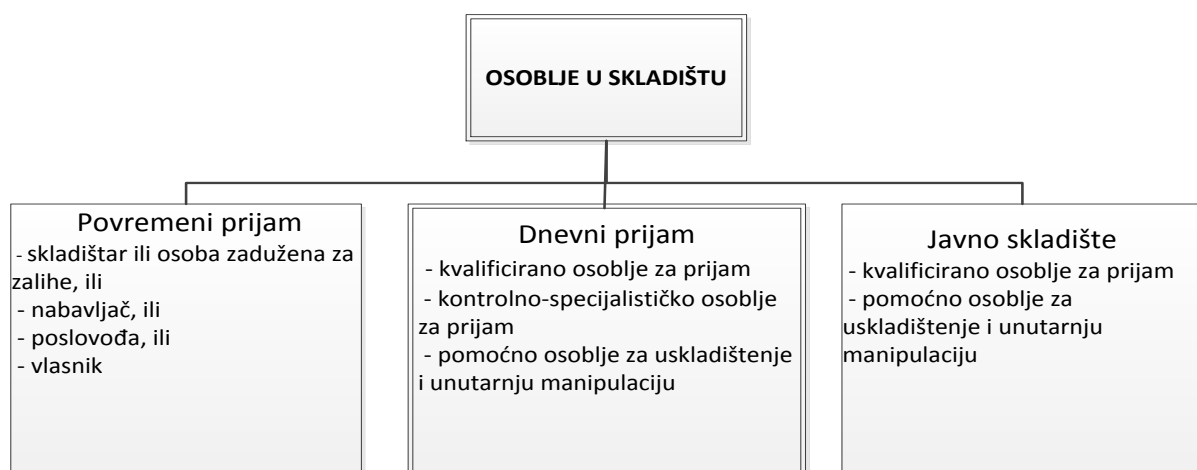 OSOBLJE U SKLADIŠTU
Povremeni prijam
- skladištar ili osoba zadužena za
zalihe, ili
- nabavljač, ili
- poslovođa, ili
- vlasnik
Dnevni prijam
- kvalificirano osoblje za prijam
- kontrolno-specijalističko osoblje
za prijam
- pomoćno osoblje za uskladištenje
i unutarnju manipulaciju
Javno skladište
- kvalificirano osoblje za prijam
- pomoćno osoblje za
uskladištenje i unutarnju
manipulaciju